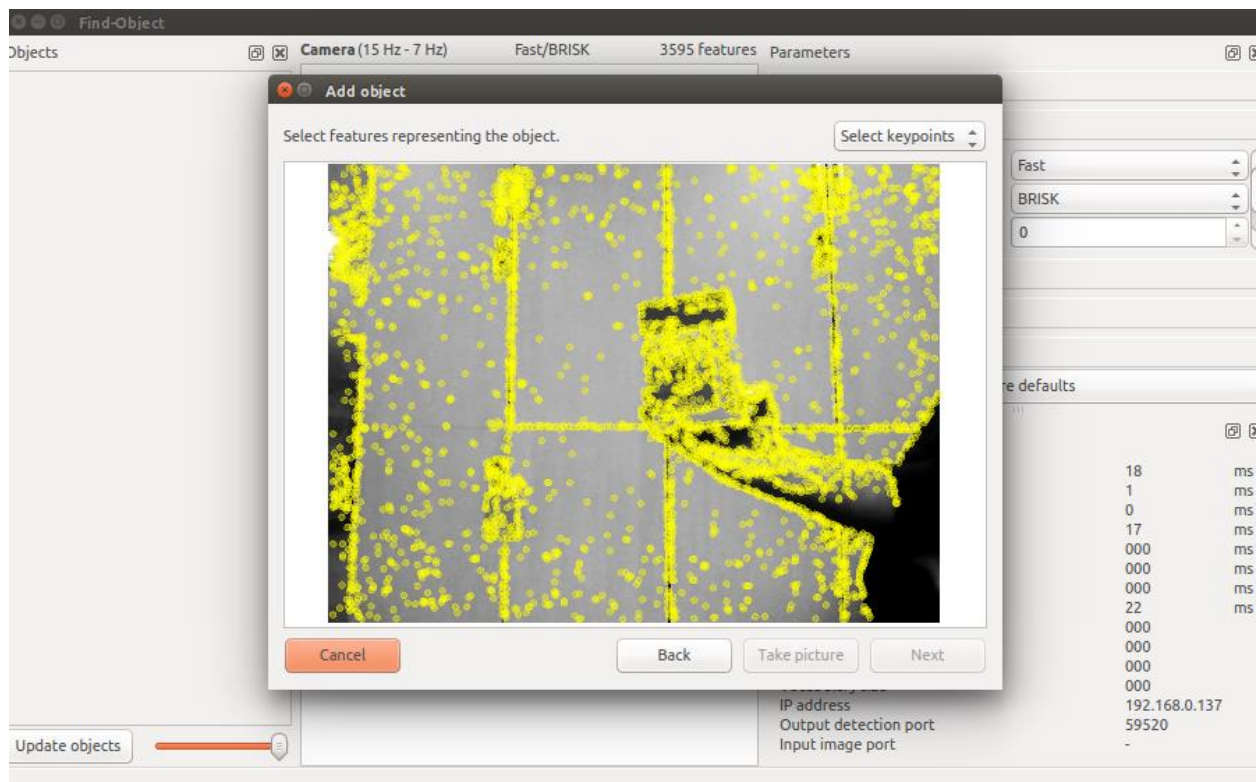 Find-Object
Objects
Camera (15 Hz - 7 Hz) Fast/BRISK 3595 features
Parameters
Add object
Select features representing the object.
Select keypoints
Fast
BRISK
0
re defaults
18 ms
1 ms
0 ms
17 ms
000 ms
000 ms
000 ms
22 ms
000
000
000
000
IP address 192.168.0.137
Output detection port 59520
Input image port -
Cancel Back Take picture Next
Update objects